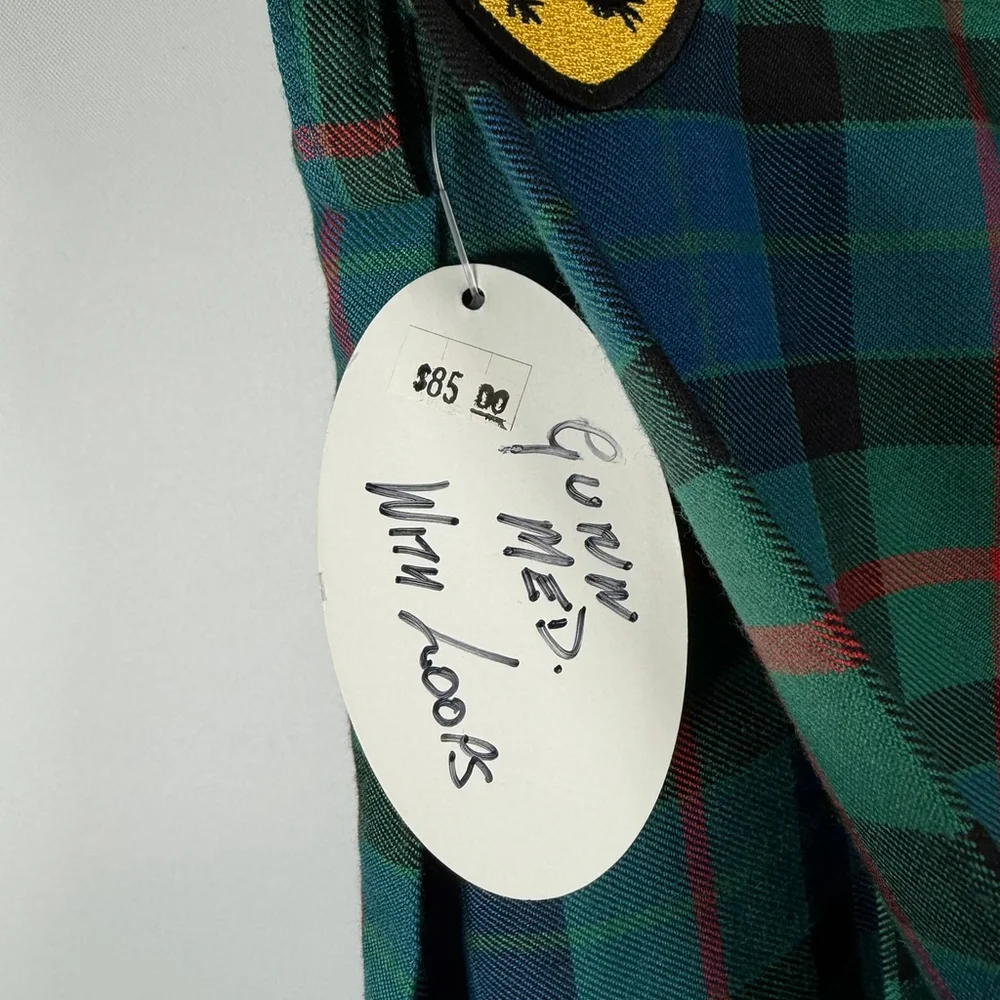 $85 00
Gunn
MED.
WITH Loops